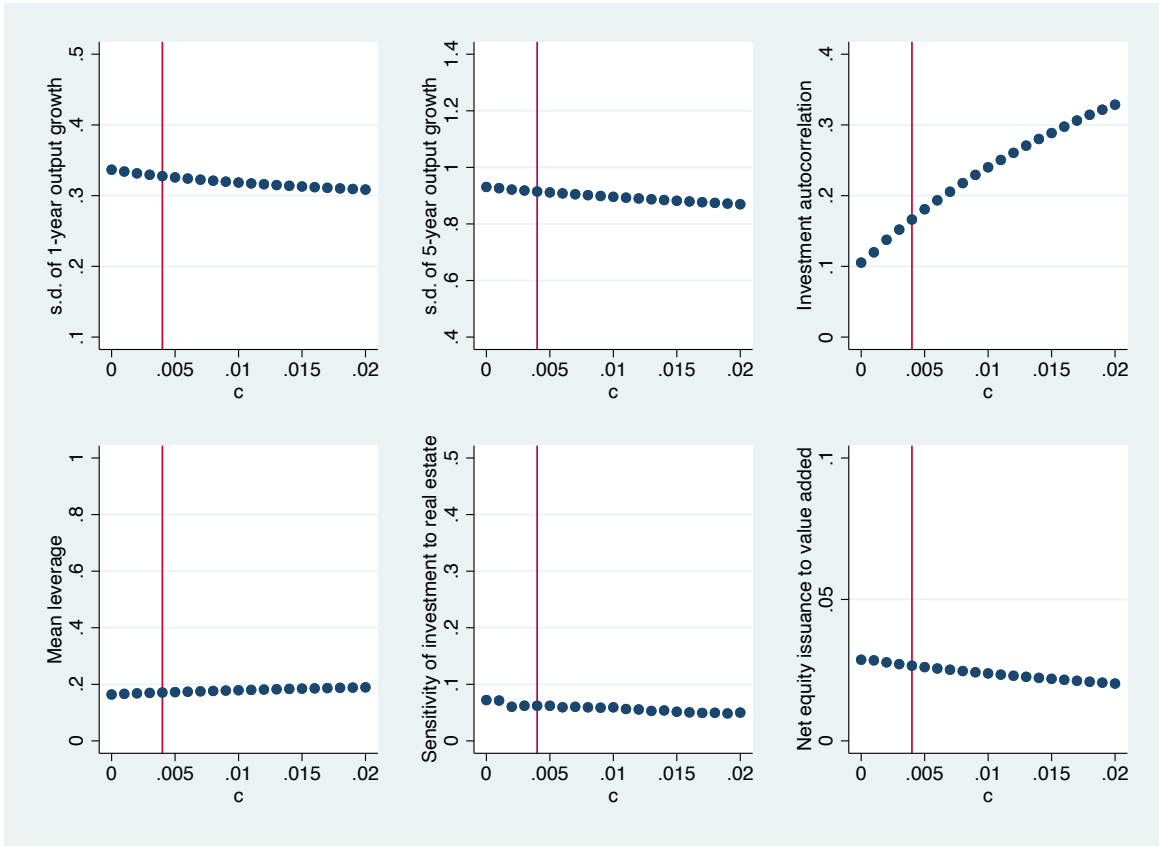 s.d. of 1-year output growth
.5
.4
.3
.2
.1
0 .005 .01 .015 .02
c
s.d. of 5-year output growth
1.4
1.2
1
.8
.6
.4
0 .005 .01 .015 .02
c
Investment autocorrelation
.4
.3
.2
.1
0
0 .005 .01 .015 .02
c
Mean leverage
1
.8
.6
.4
.2
0
0 .005 .01 .015 .02
c
Sensitivity of investment to real estate
.5
.4
.3
.2
.1
0
0 .005 .01 .015 .02
c
Net equity issuance to value added
.1
.05
0
0 .005 .01 .015 .02
c